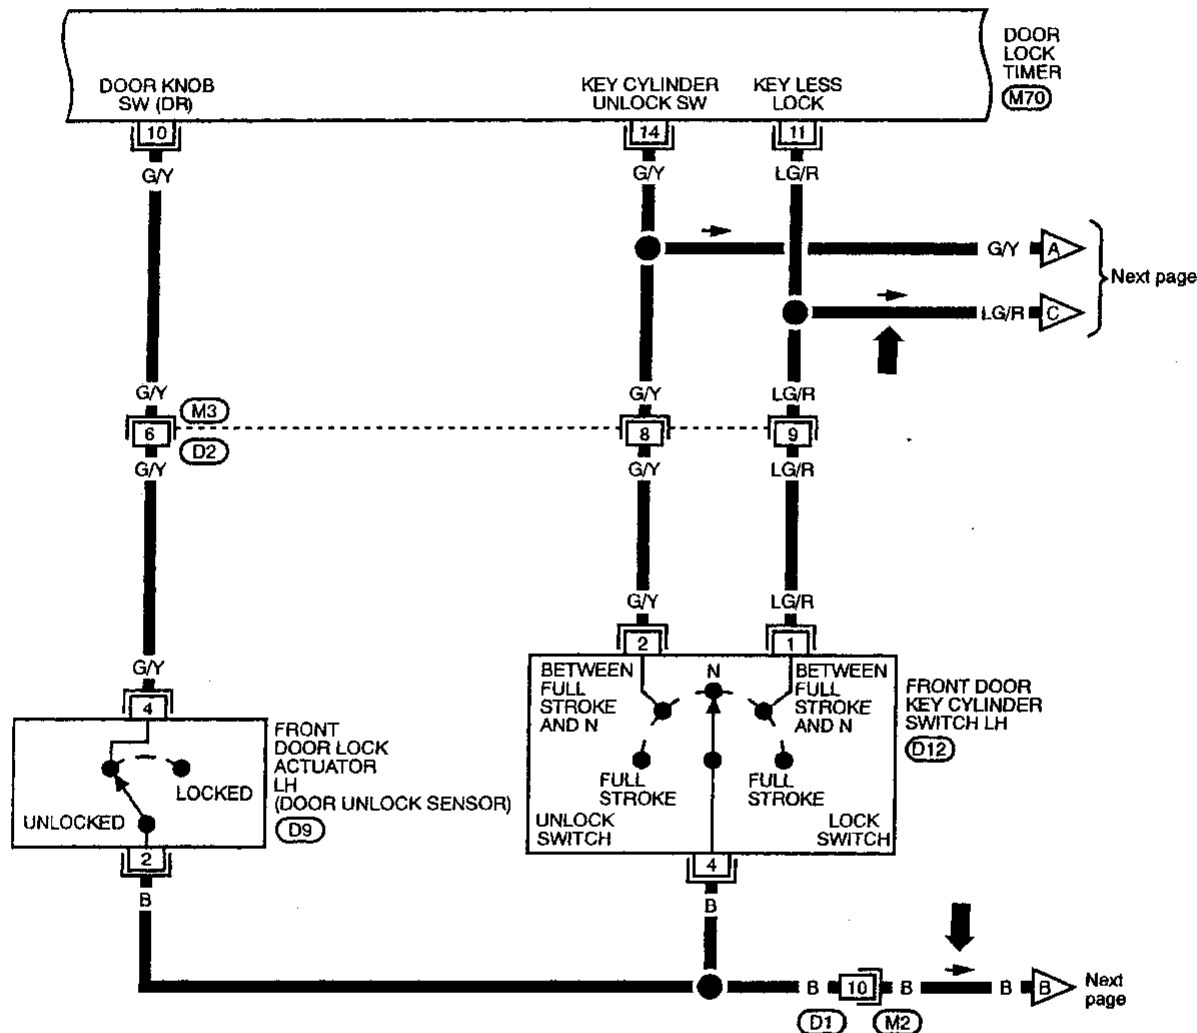 DOOR
LOCK
TIMER
M70
DOOR KNOB
SW (DR)
KEY CYLINDER
UNLOCK SW
KEY LESS
LOCK
10
14
11
G/Y
G/Y
LG/R
G/Y
A
Next page
LG/R
C
G/Y
G/Y
LG/R
M3
6
8
9
D2
G/Y
G/Y
LG/R
G/Y
LG/R
2
1
G/Y
4
BETWEEN
FULL
STROKE
AND N
N
BETWEEN
FULL
STROKE
AND N
FRONT DOOR
KEY CYLINDER
SWITCH LH
D12
FULL
STROKE
FULL
STROKE
UNLOCK
SWITCH
LOCK
SWITCH
FRONT
DOOR LOCK
ACTUATOR
LH
(DOOR UNLOCK SENSOR)
D9
LOCKED
UNLOCKED
2
4
B
B
B
10
B
B
B
Next
page
D1
M2